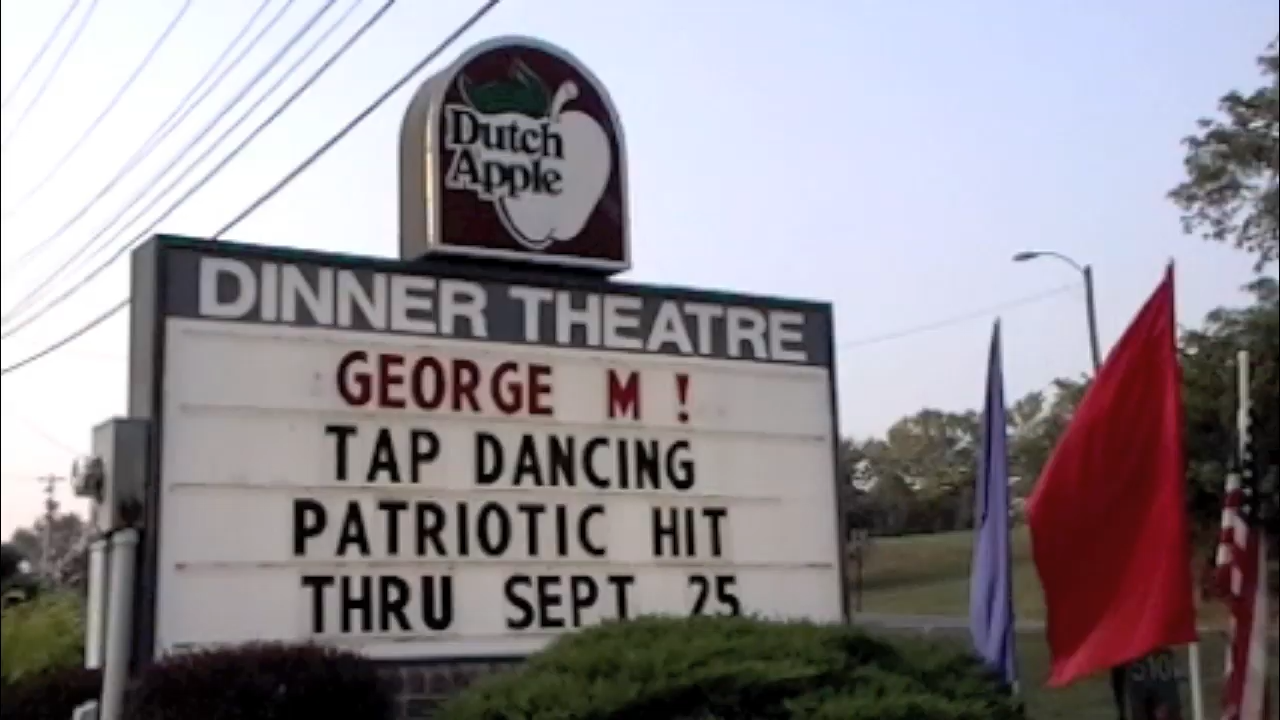 Dutch
Apple
DINNER THEATRE
GEORGE M !
TAP DANCING
PATRIOTIC HIT
THRU SEPT 25